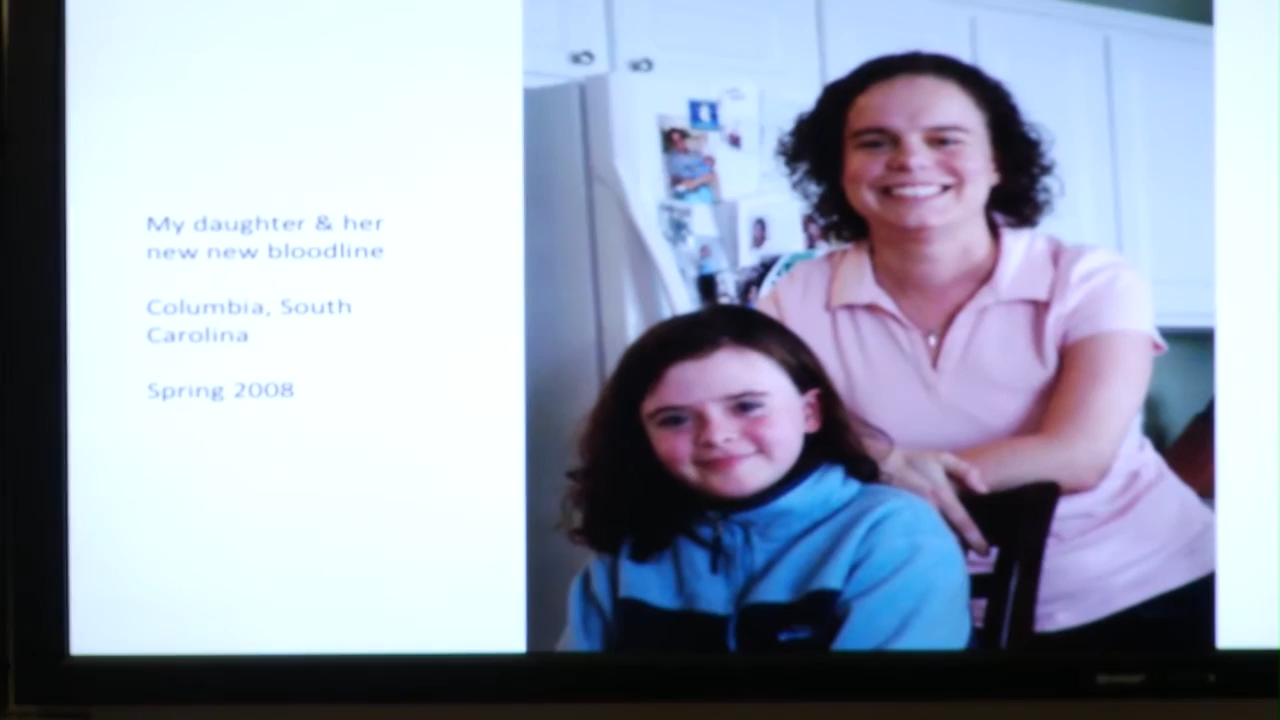 My daughter & her
new new bloodline
Columbia, South
Carolina
Spring 2008